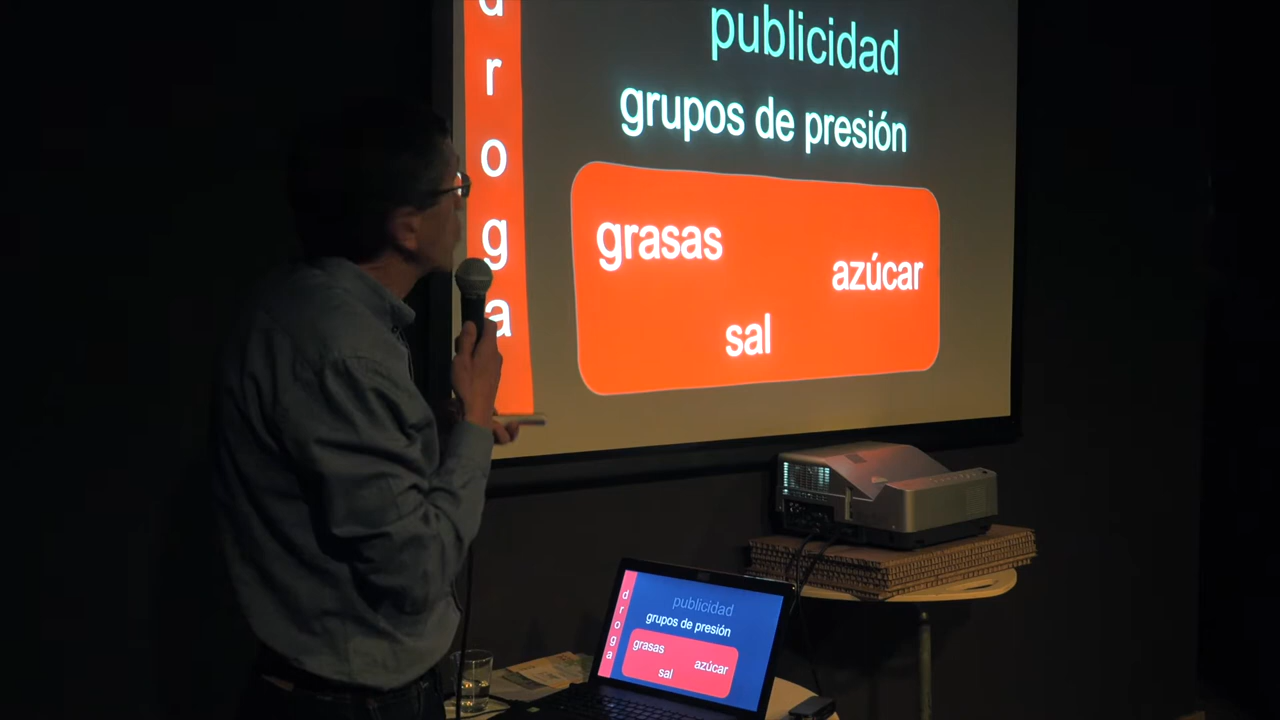 droga
publicidad
grupos de presión
grasas
azúcar
sal
droga
publicidad
grupos de presión
grasas
azúcar
sal